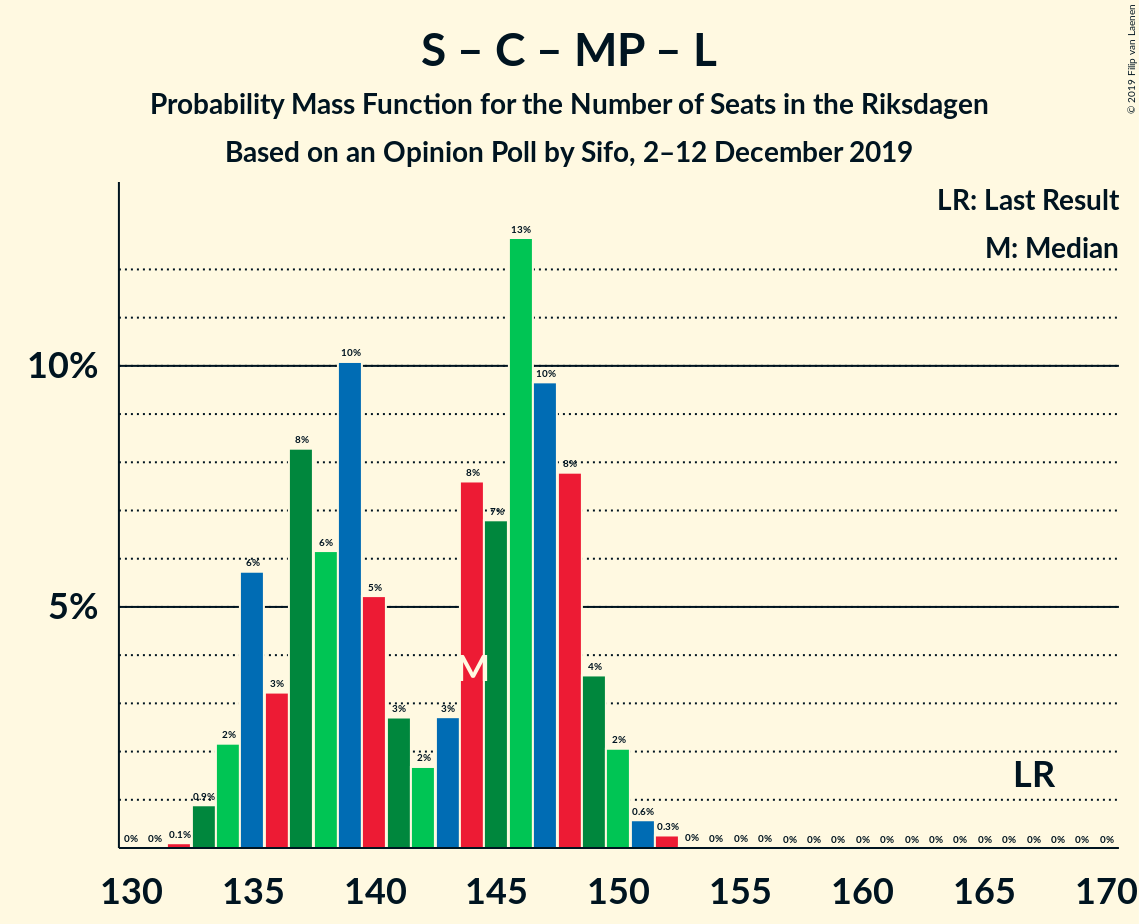 © 2019 Filip van Laenen
S – C – MP – L
Probability Mass Function for the Number of Seats in the Riksdagen
Based on an Opinion Poll by Sifo, 2–12 December 2019
LR: Last Result
M: Median
10%
5%
0% 0% 0.1% 0.9% 2% 6% 3% 8% 6% 10% 5% 3% 2% 3% 8% 7% 13% 10% 8% 4% 2% 0.6% 0.3% 0% 0% 0% 0% 0% 0% 0% 0% 0% 0% 0% 0% 0% 0% 0% 0% 0% 0%
M
LR
130 135 140 145 150 155 160 165 170